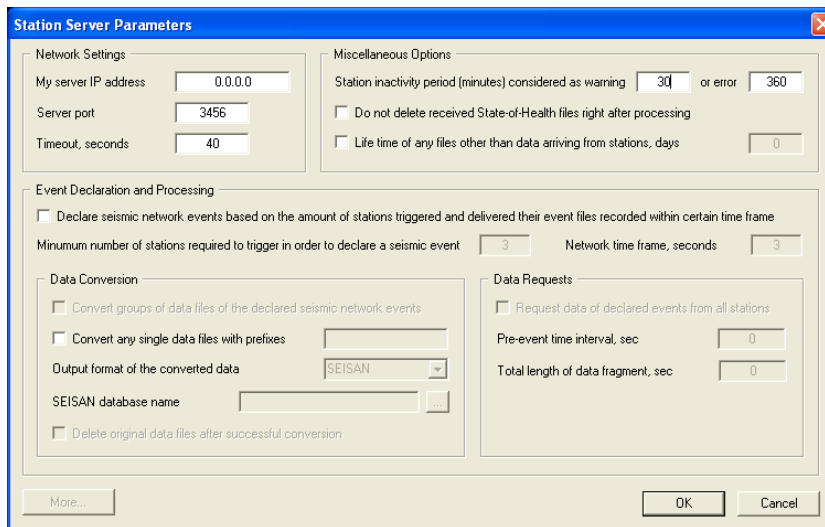 Station Server Parameters
Network Settings
My server IP address 0.0.0.0
Server port 3456
Timeout, seconds 40
Miscellaneous Options
Station inactivity period (minutes) considered as warning 30 or error 360
Do not delete received State-of-Health files right after processing
Life time of any files other than data arriving from stations, days 0
Event Declaration and Processing
Declare seismic network events based on the amount of stations triggered and delivered their event files recorded within certain time frame
Minumum number of stations required to trigger in order to declare a seismic event 3 Network time frame, seconds 3
Data Conversion
Convert groups of data files of the declared seismic network events
Convert any single data files with prefixes
Output format of the converted data SEISAN
SEISAN database name ...
Delete original data files after successful conversion
Data Requests
Request data of declared events from all stations
Pre-event time interval, sec 0
Total length of data fragment, sec 0
More... OK Cancel